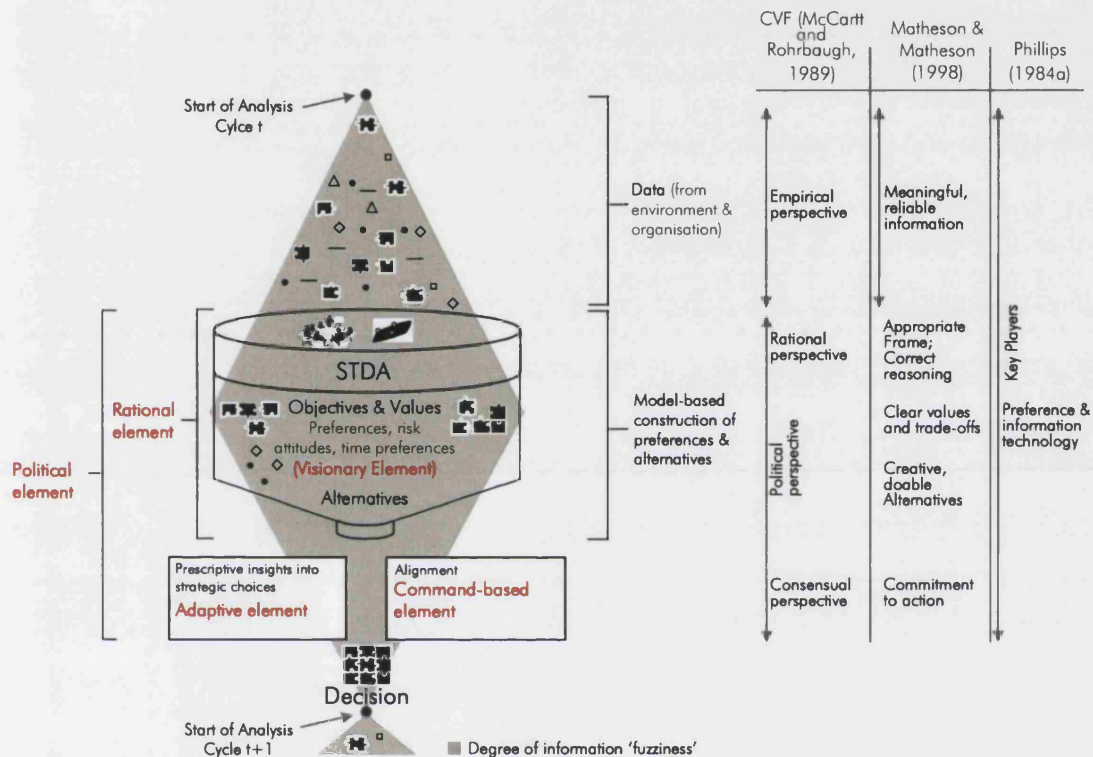 CVF (McCartt
and
Rohrbaugh,
1989)
Matheson &
Matheson
(1998)
Phillips
(1984a)
Start of Analysis
Cylce t
Data (from
environment &
organisation)
Empirical
perspective
Meaningful,
reliable
information
Key Players
Rational
element
Political
element
STDA
Objectives & Values
Preferences, risk
attitudes, time preferences
(Visionary Element)
Alternatives
Model-based
construction of
preferences &
alternatives
Rational
perspective
Political
perspective
Appropriate
Frame;
Correct
reasoning
Clear values
and trade-offs
Creative,
doable
Alternatives
Preference &
information
technology
Prescriptive insights into
strategic choices
Adaptive element
Alignment
Command-based
element
Consensual
perspective
Commitment
to action
Decision
Start of Analysis
Cycle t+1
Degree of information 'fuzziness'